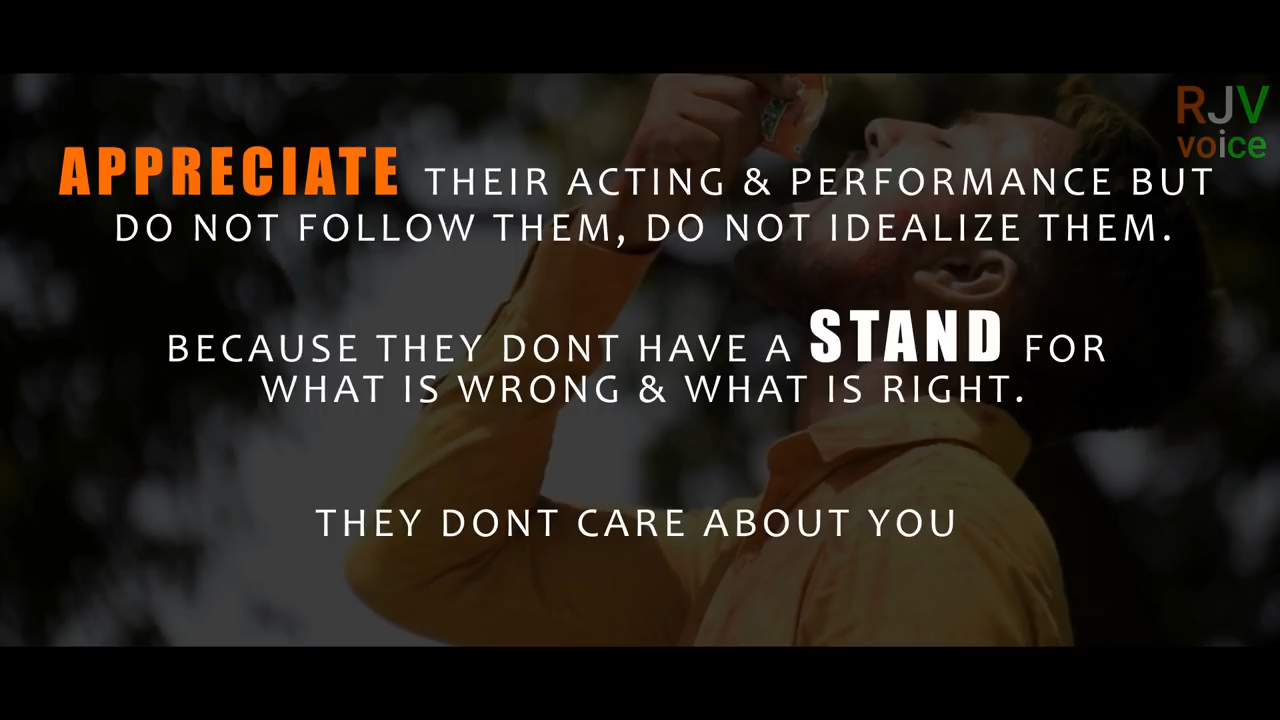 RJV
voice
APPRECIATE THEIR ACTING & PERFORMANCE BUT
DO NOT FOLLOW THEM, DO NOT IDEALIZE THEM.
BECAUSE THEY DONT HAVE A STAND FOR
WHAT IS WRONG & WHAT IS RIGHT.
THEY DONT CARE ABOUT YOU